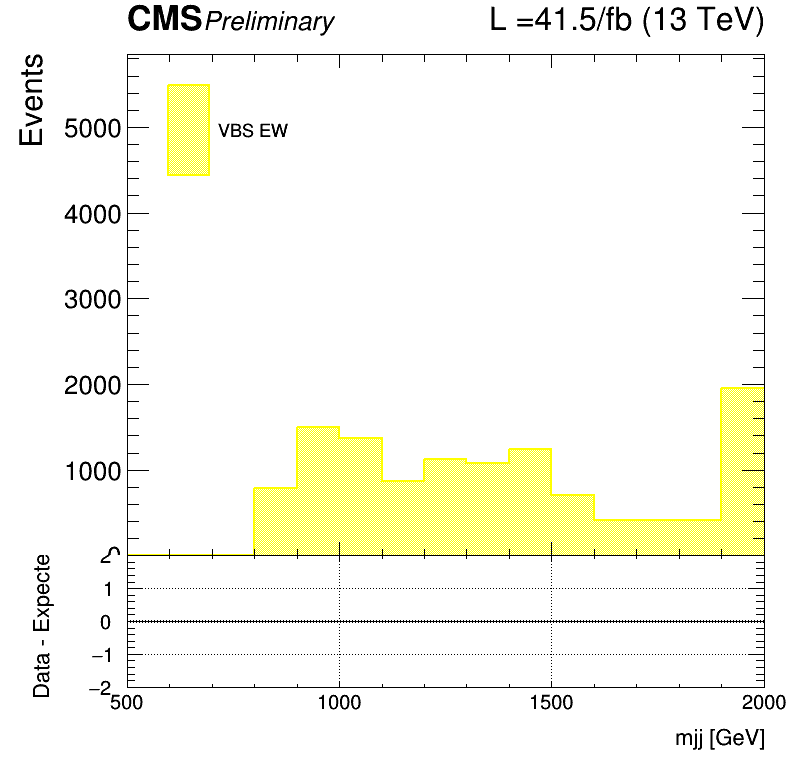 CMS Preliminary L =41.5/fb (13 TeV)
Events
5000
4000
3000
2000
1000
VBS EW
Data - Expecte
2
1
0
−1
−2
500 1000 1500 2000
mjj [GeV]